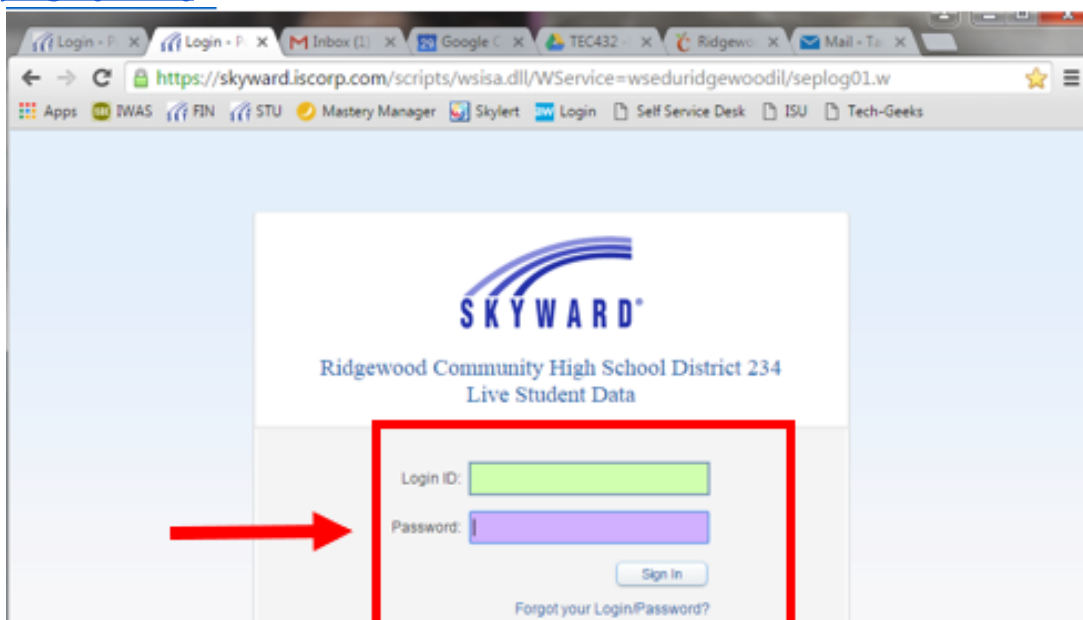 Login - P
Login - P
Inbox (1)
29 Google C
TEC432 -
Ridgewo
Mail - Ta
https://skyward.iscorp.com/scripts/wsisa.dll/WService=wseduridgewoodil/seplog01.w
Apps IWAS FIN STU Mastery Manager Skylert SW Login Self Service Desk ISU Tech-Geeks
SKYWARD®
Ridgewood Community High School District 234
Live Student Data
Login ID:
Password:
Sign In
Forgot your Login/Password?